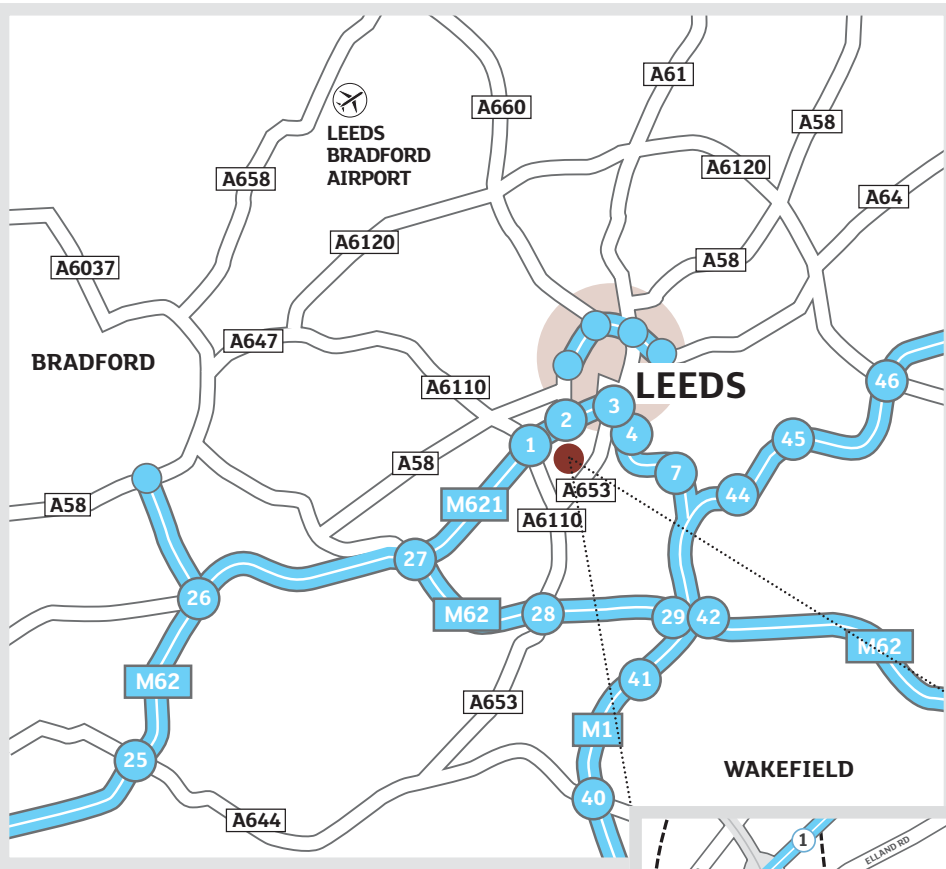 A61
A660
A58
LEEDS
BRADFORD
AIRPORT
A6120
A658
A64
A6120
A58
A6037
A647
BRADFORD
46
LEEDS
A6110
3
2
4
45
1
A58
7
A653
44
A58
M621
A6110
27
26
M62
28
29
42
M62
M62
41
A653
M1
25
WAKEFIELD
40
A644
1
ELLAND RD